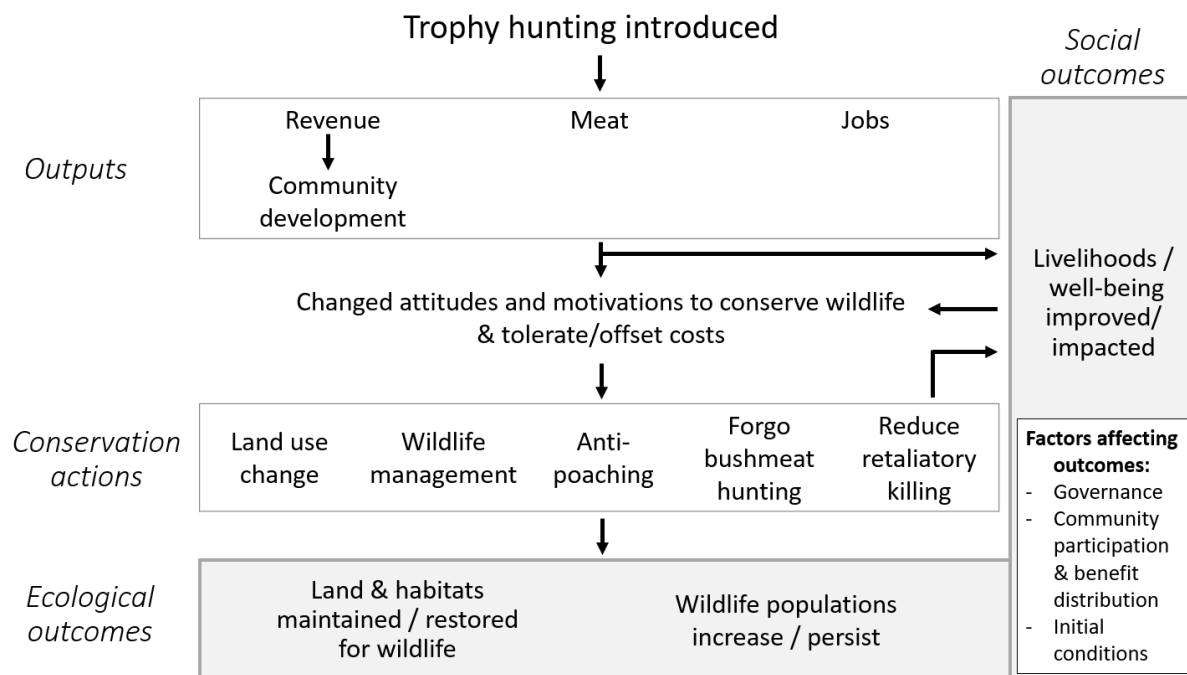 Trophy hunting introduced
Social
outcomes
Outputs
Revenue
Meat
Jobs
Community
development
Changed attitudes and motivations to conserve wildlife
& tolerate/offset costs
Livelihoods /
well-being
improved/
impacted
Conservation
actions
Land use
change
Wildlife
management
Anti-
poaching
Forgo
bushmeat
hunting
Reduce
retaliatory
killing
Factors affecting
outcomes:
- Governance
- Community
participation
& benefit
distribution
- Initial
conditions
Ecological
outcomes
Land & habitats
maintained / restored
for wildlife
Wildlife populations
increase / persist